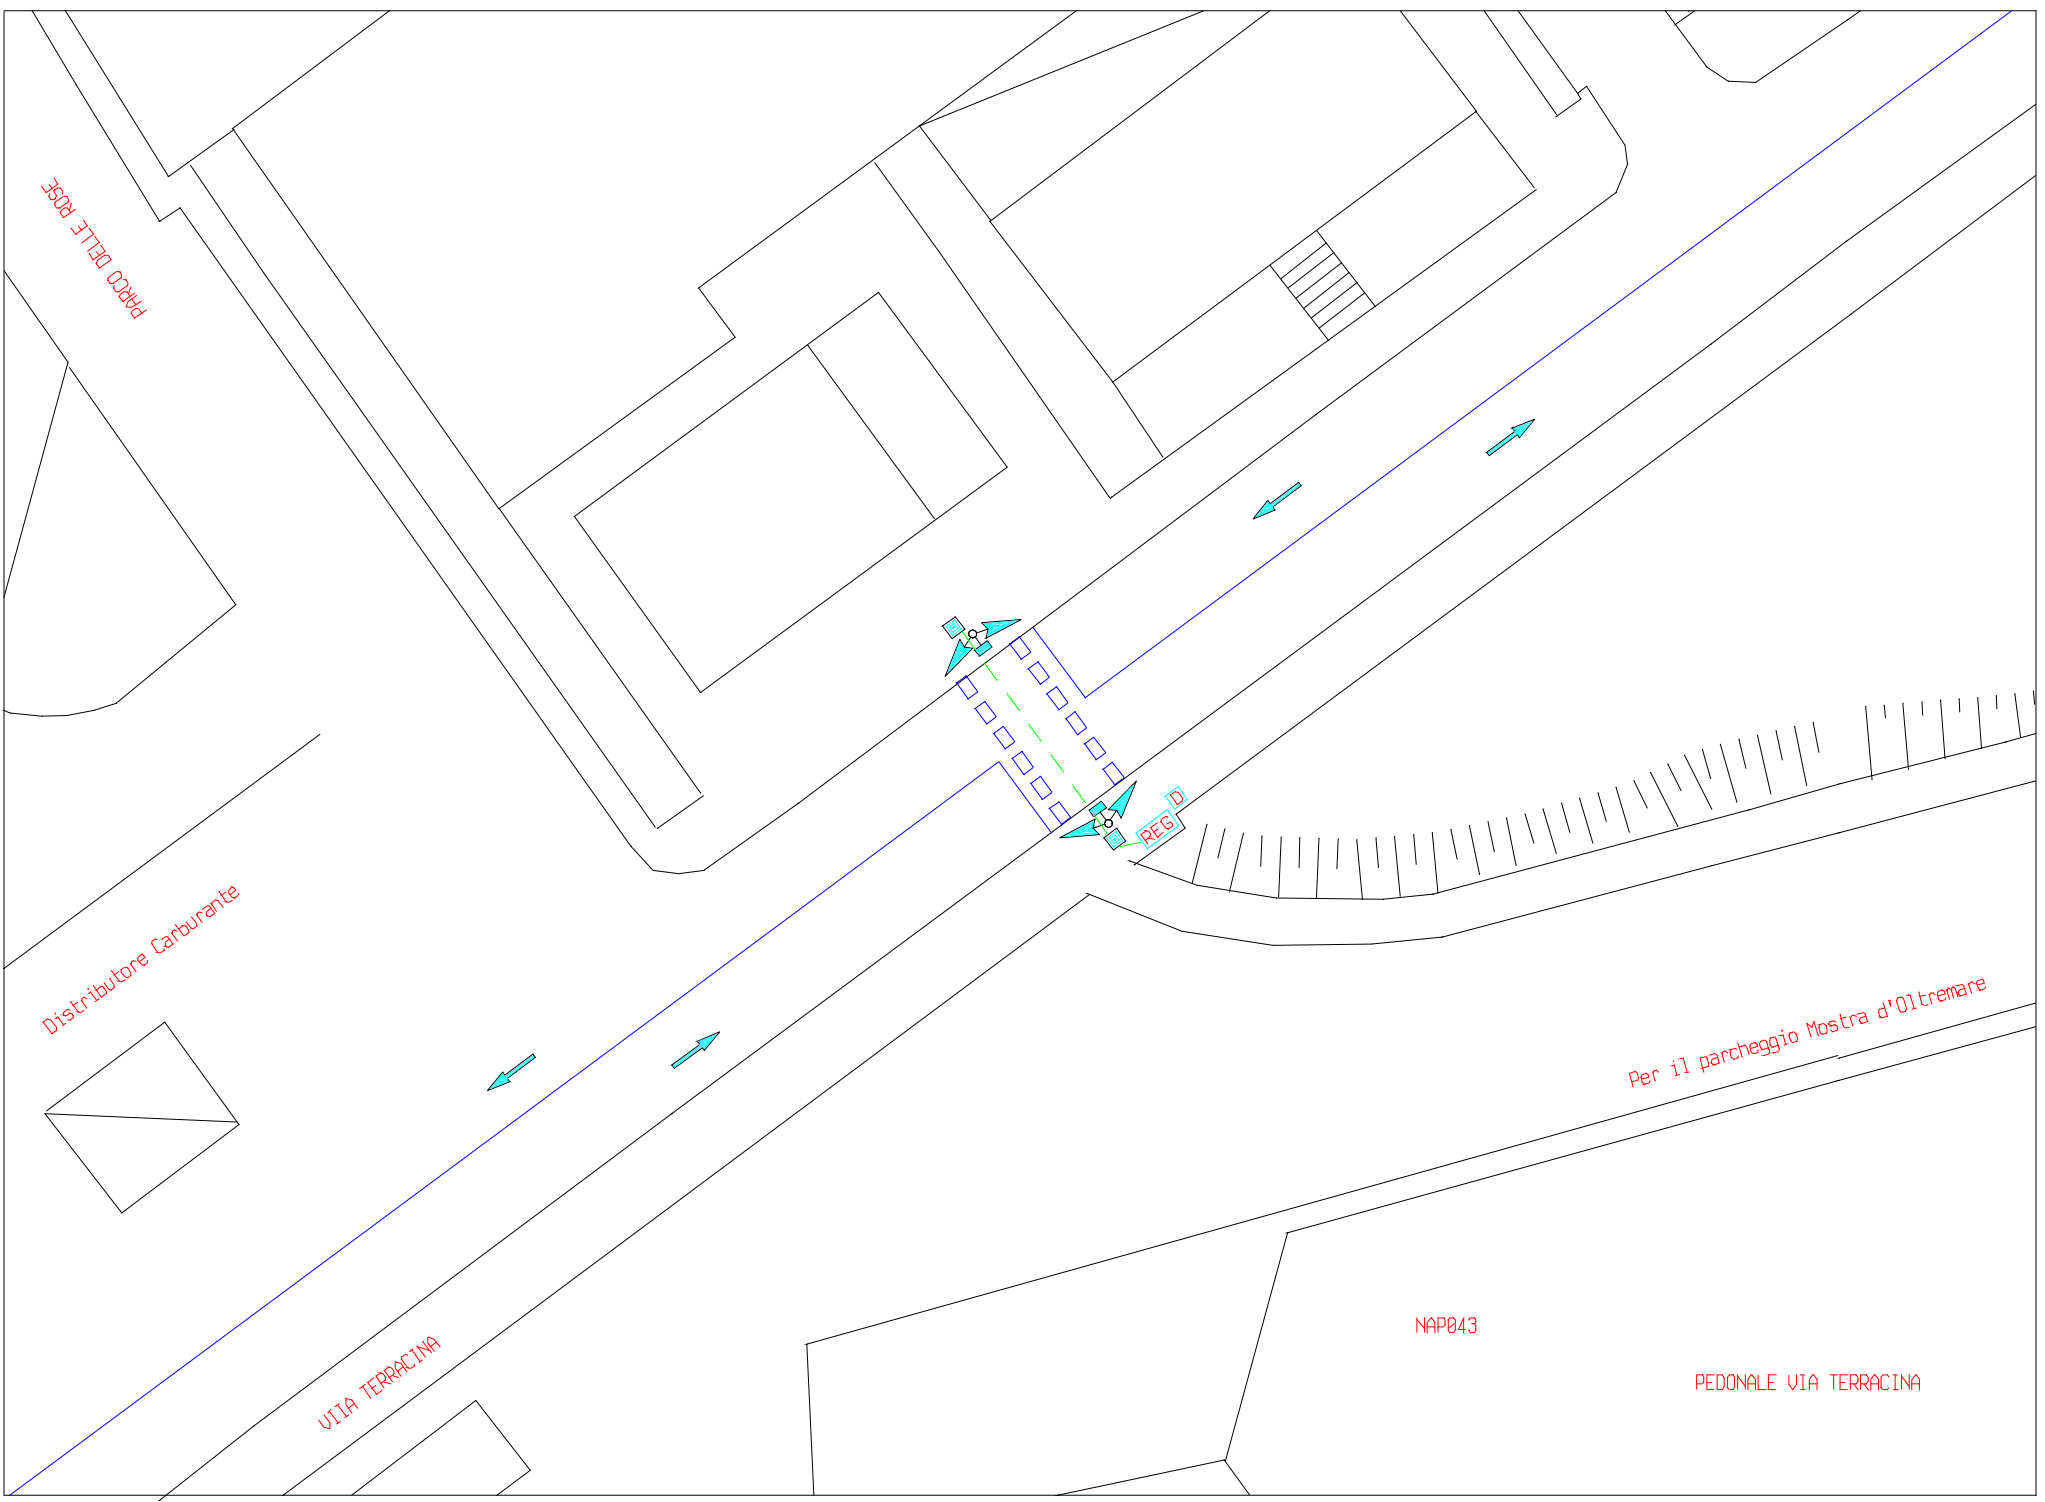 PARCO DELLE ROSE
D
REG
Distributore Carburante
Per il parcheggio Mostra d'Oltremare
VIIA TERRACINA
NAP043
PEDONALE VIA TERRACINA